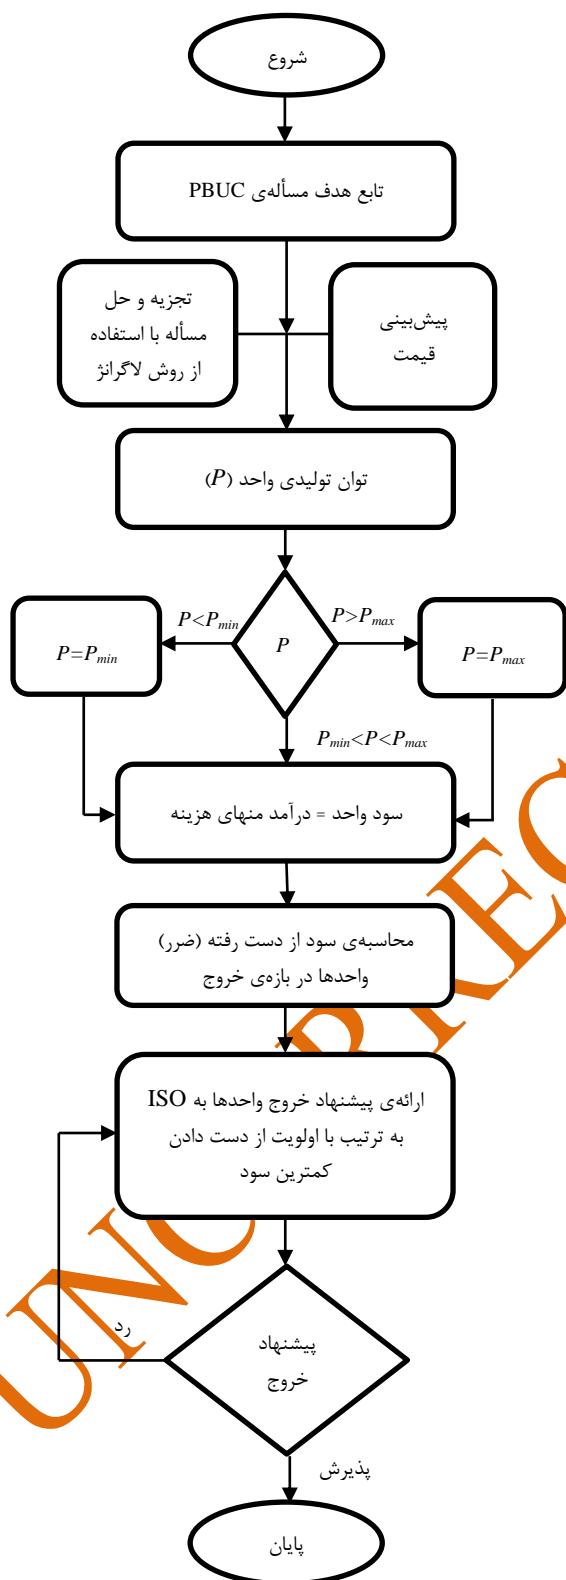 شروع
تابع هدف مسأله‌ی PBUC
تجزیه و حل
مسأله با استفاده
از روش لاگرانژ
پیش‌بینی
قیمت
توان تولیدی واحد (P)
P<Pmin
P>Pmax
P=Pmin
P
P=Pmax
Pmin<P<Pmax
سود واحد = درآمد منهای هزینه
محاسبه‌ی سود از دست رفته (ضرر)
واحدها در بازه‌ی خروج
ارائه‌ی پیشنهاد خروج واحدها به ISO
به ترتیب با اولویت از دست دادن
کمترین سود
رد
پیشنهاد
خروج
پذیرش
پایان